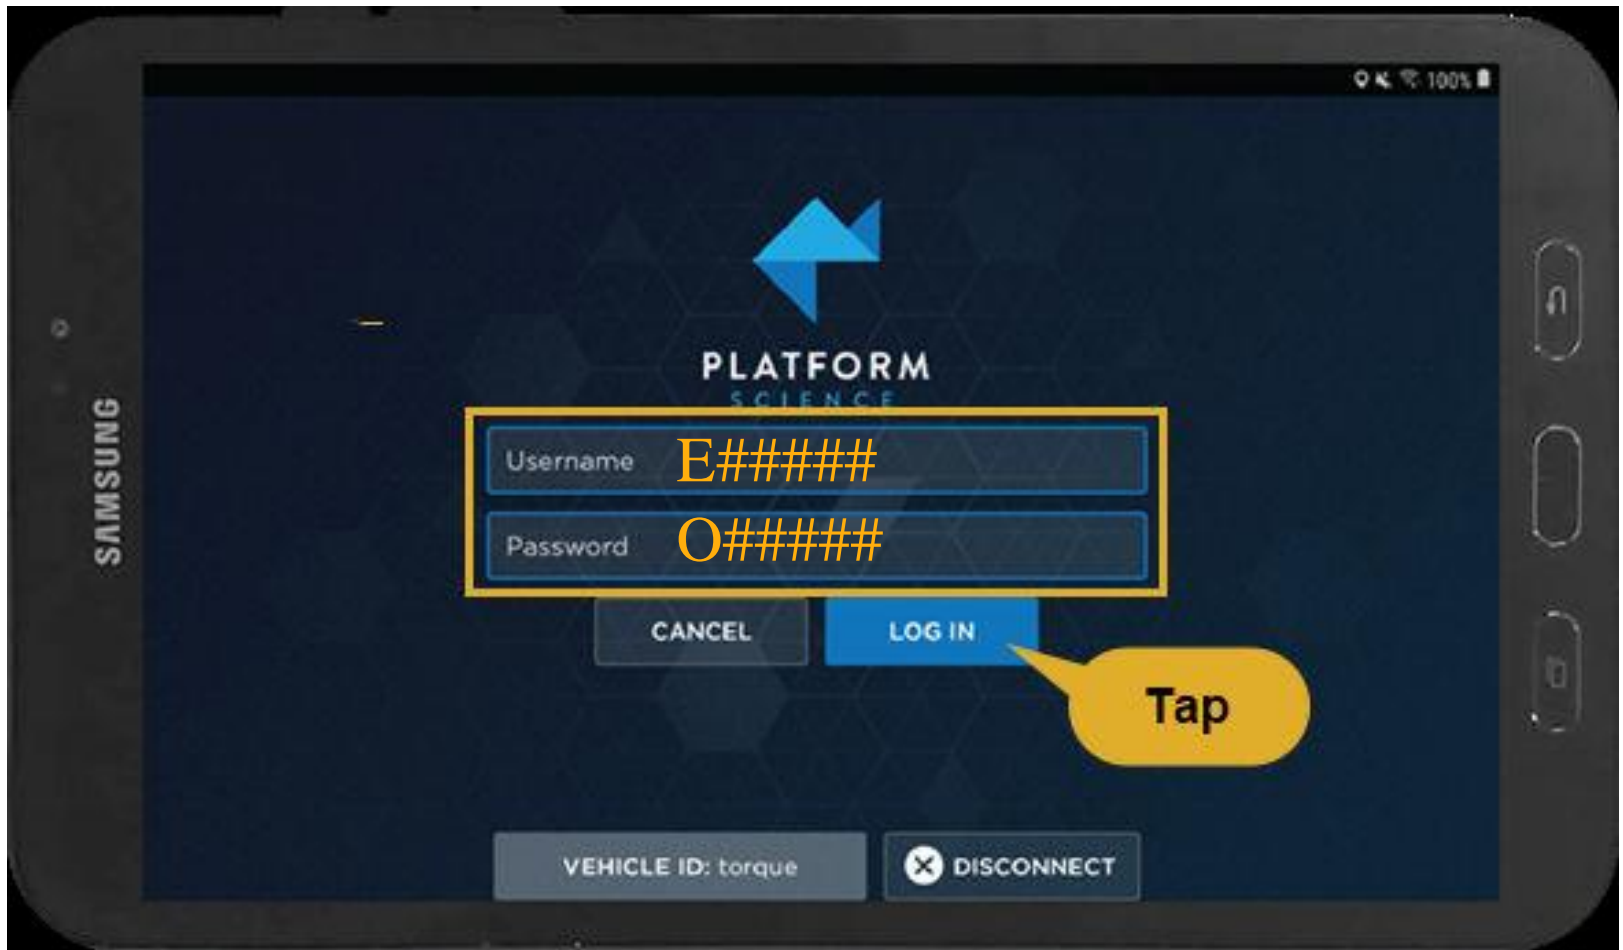 100%
SAMSUNG
PLATFORM
SCIENCE
Username E#####
Password O#####
CANCEL LOG IN
Tap
VEHICLE ID: torque DISCONNECT